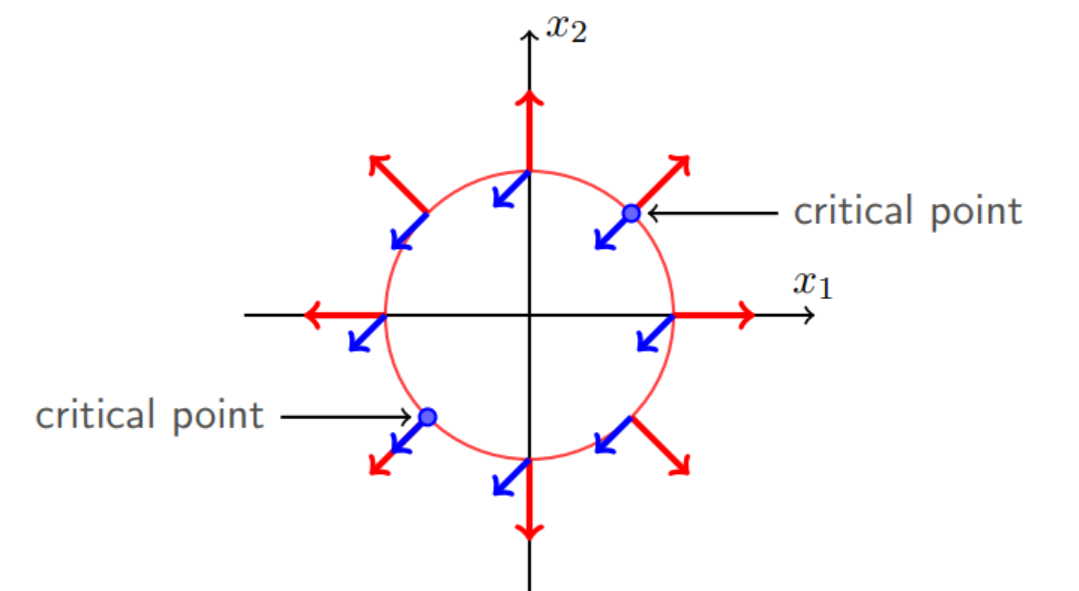 x₂
critical point
x₁
critical point